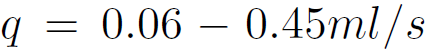 q = 0.06 − 0.45ml/s